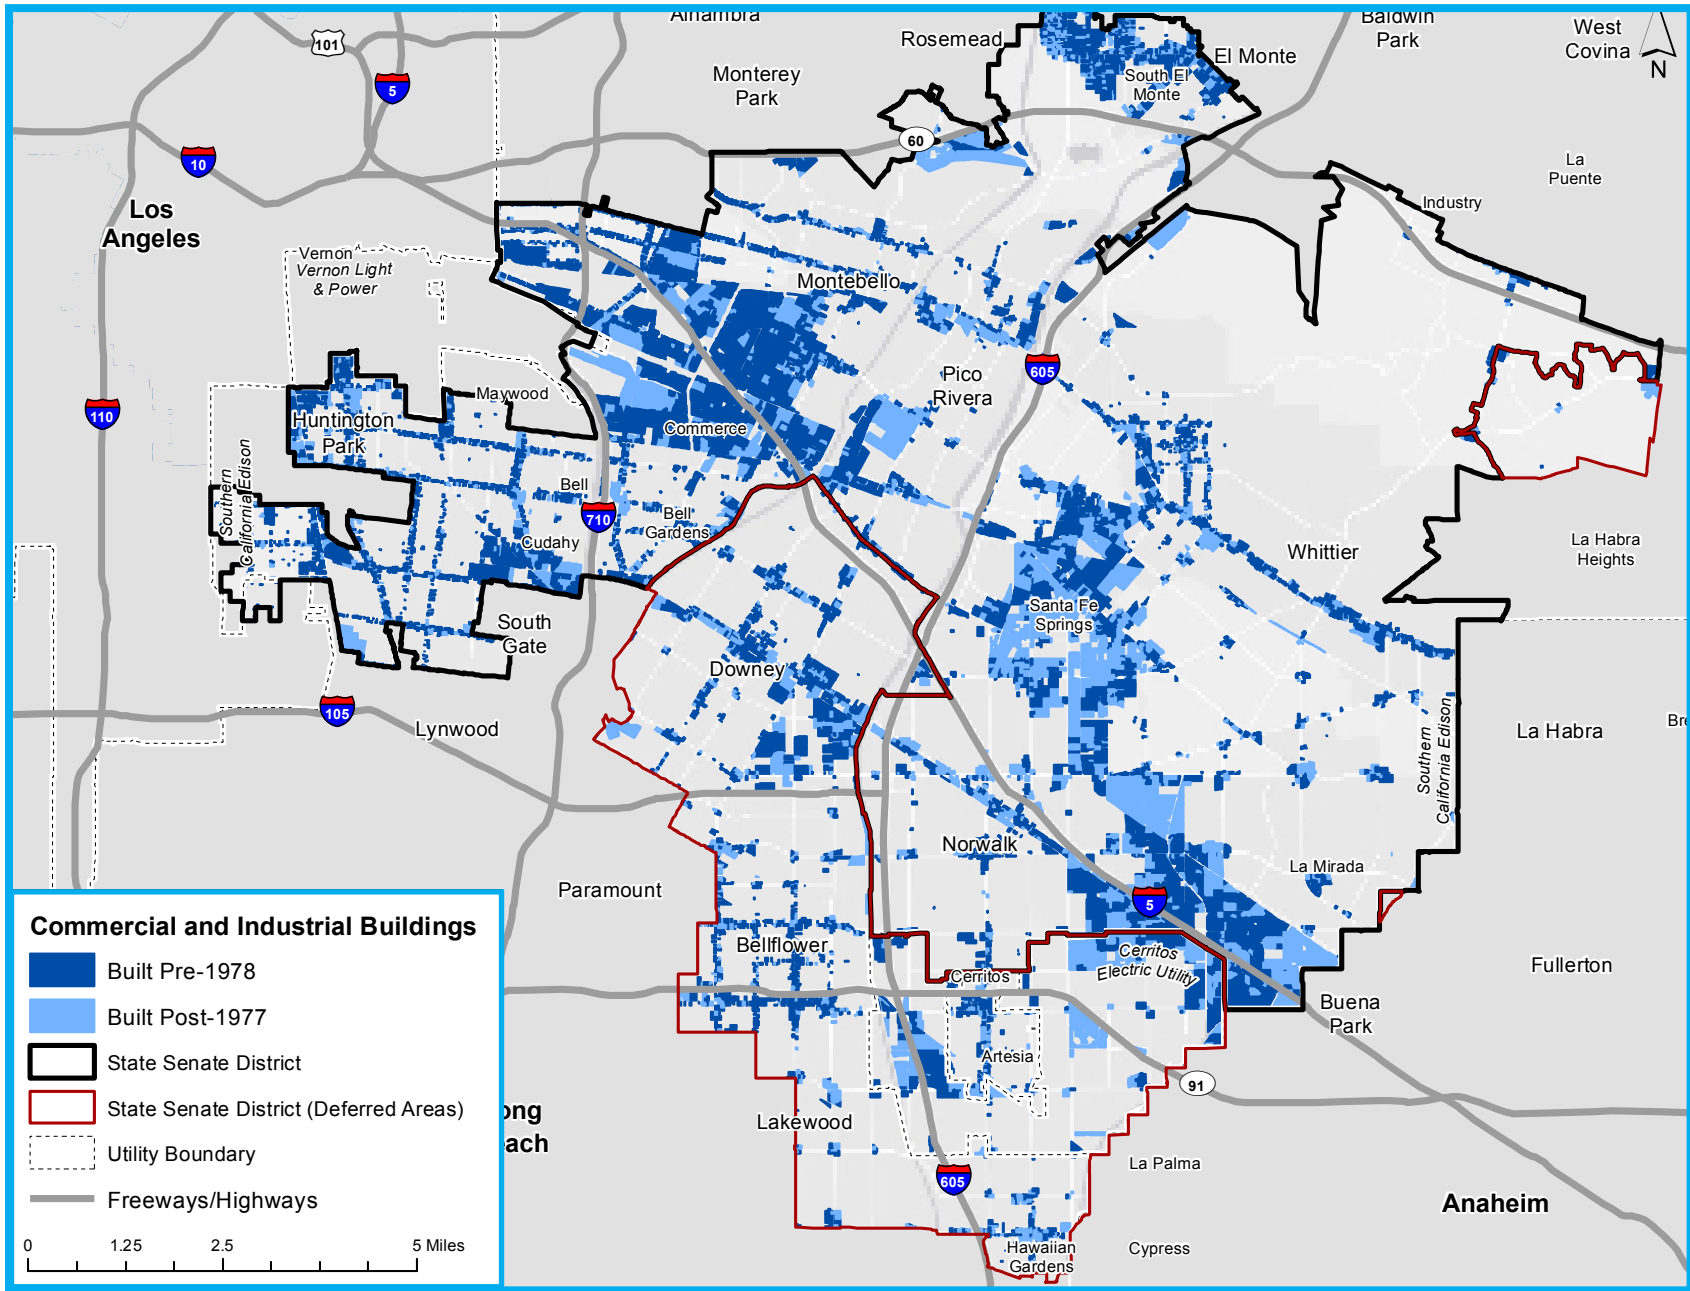 Alhambra
Baldwin
Park
West
Covina
N
Rosemead
El Monte
101
5
Monterey
Park
South El
Monte
60
10
La
Puente
Los
Angeles
Industry
Vernon
Vernon Light
& Power
Montebello
605
Pico
Rivera
Maywood
110
Huntington
Park
Commerce
Southern
California Edison
Bell
710
Bell
Gardens
Cudahy
Whittier
La Habra
Heights
Santa Fe
Springs
South
Gate
Downey
105
Lynwood
La Habra
Bre
Southern
California Edison
Norwalk
La Mirada
Paramount
5
Bellflower
Cerritos
Electric Utility
Cerritos
Fullerton
Buena
Park
Artesia
91
ong
each
Lakewood
La Palma
605
Anaheim
Hawaiian
Gardens
Cypress
Commercial and Industrial Buildings
Built Pre-1978
Built Post-1977
State Senate District
State Senate District (Deferred Areas)
Utility Boundary
Freeways/Highways
0 1.25 2.5 5 Miles